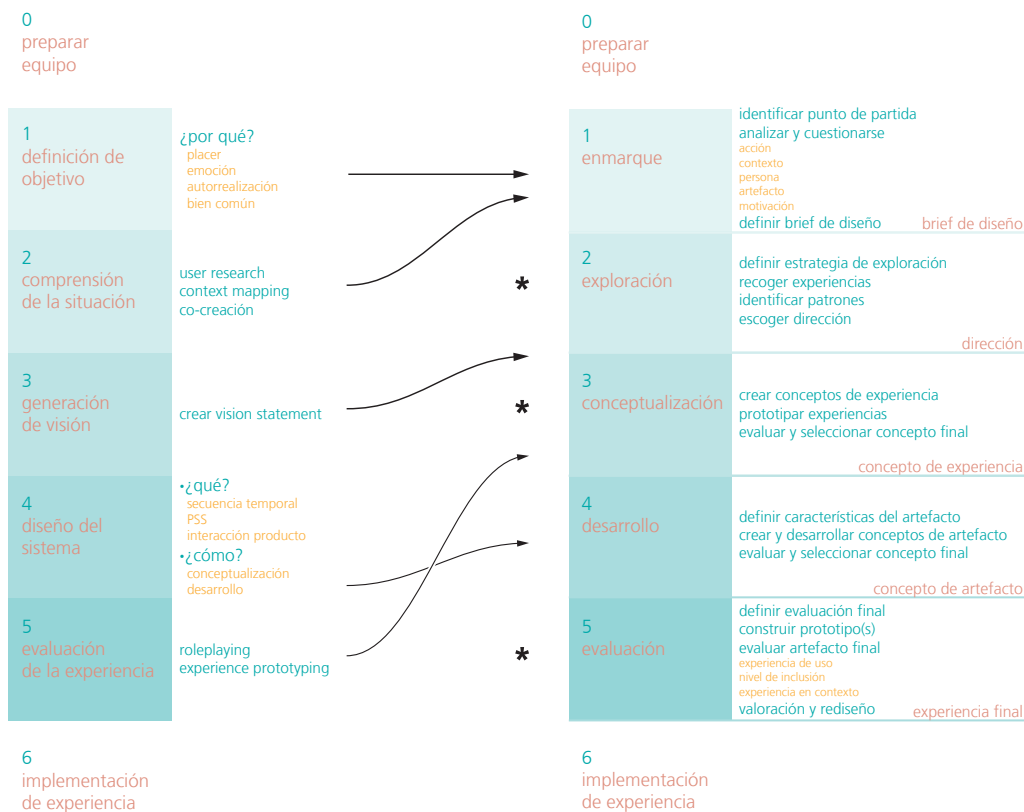 0
preparar
equipo
1
definición de
objetivo
¿por qué?
placer
emoción
autorrealización
bien común
2
comprensión
de la situación
user research
context mapping
co-creación
3
generación
de visión
crear vision statement
4
diseño del
sistema
•¿qué?
secuencia temporal
PSS
interacción producto
•¿cómo?
conceptualización
desarrollo
5
evaluación
de la experiencia
roleplaying
experience prototyping
6
implementación
de experiencia
*
*
*
0
preparar
equipo
1
enmarque
identificar punto de partida
analizar y cuestionarse
acción
contexto
persona
artefacto
motivación
definir brief de diseño
brief de diseño
2
exploración
definir estrategia de exploración
recoger experiencias
identificar patrones
escoger dirección
dirección
3
conceptualización
crear conceptos de experiencia
prototipar experiencias
evaluar y seleccionar concepto final
concepto de experiencia
4
desarrollo
definir características del artefacto
crear y desarrollar conceptos de artefacto
evaluar y seleccionar concepto final
concepto de artefacto
5
evaluación
definir evaluación final
construir prototipo(s)
evaluar artefacto final
experiencia de uso
nivel de inclusión
experiencia en contexto
valoración y rediseño
experiencia final
6
implementación
de experiencia